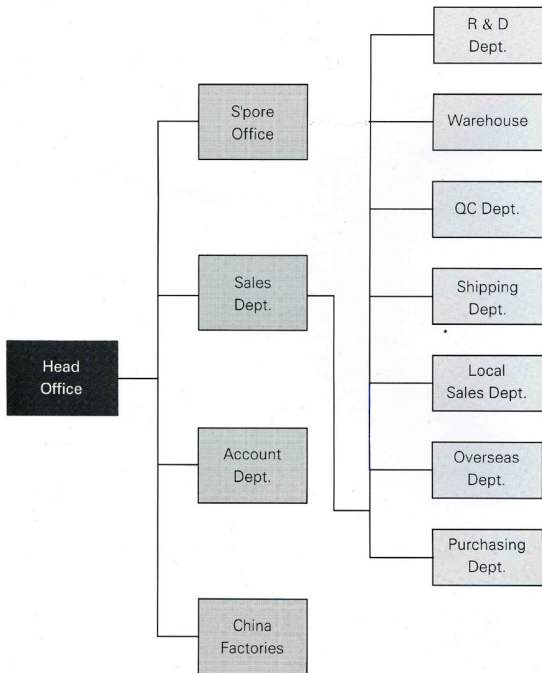 Head
Office
S'pore
Office
Sales
Dept.
Account
Dept.
China
Factories
R & D
Dept.
Warehouse
QC Dept.
Shipping
Dept.
Local
Sales Dept.
Overseas
Dept.
Purchasing
Dept.